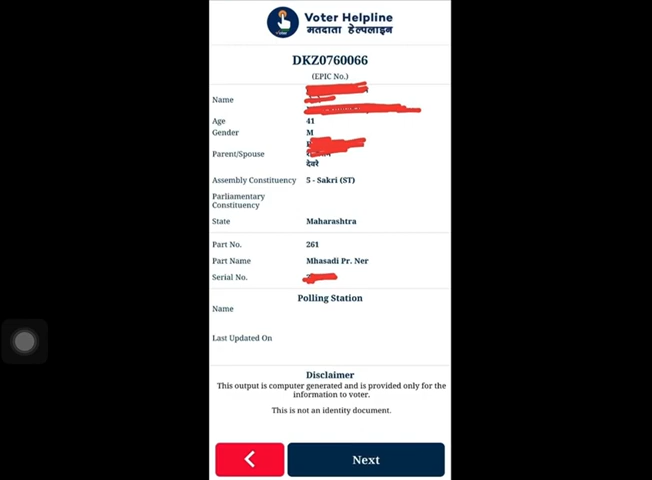 Voter Helpline
मतदाता हेल्पलाइन
DKZ0760066
(EPIC No.)
Name
Age 41
Gender M
Parent/Spouse
देवरे
Assembly Constituency 5 - Sakri (ST)
Parliamentary
Constituency
State Maharashtra
Part No. 261
Part Name Mhasadi Pr. Ner
Serial No.
Polling Station
Name
Last Updated On
Disclaimer
This output is computer generated and is provided only for the
information to voter.
This is not an identity document.
Next